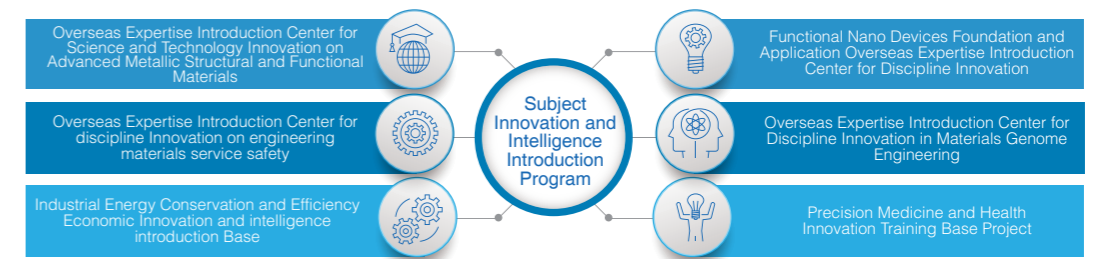 Overseas Expertise Introduction Center for
Science and Technology Innovation on
Advanced Metallic Structural and Functional
Materials
Overseas Expertise Introduction Center for
discipline Innovation on engineering
materials service safety
Industrial Energy Conservation and Efficiency
Economic Innovation and intelligence
introduction Base
Subject
Innovation and
Intelligence
Introduction
Program
Functional Nano Devices Foundation and
Application Overseas Expertise Introduction
Center for Discipline Innovation
Overseas Expertise Introduction Center for
Discipline Innovation in Materials Genome
Engineering
Precision Medicine and Health
Innovation Training Base Project